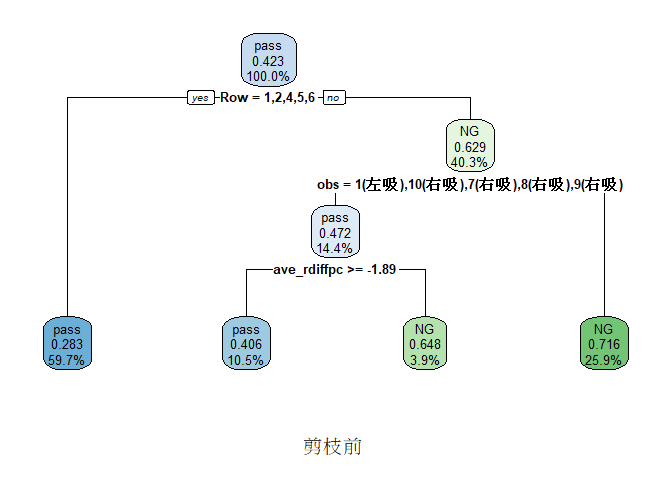 pass
0.423
100.0%
yes Row = 1,2,4,5,6 no
NG
0.629
40.3%
obs = 1(左吸),10(右吸),7(右吸),8(右吸),9(右吸)
pass
0.472
14.4%
ave_rdiffpc >= -1.89
pass
0.283
59.7%
pass
0.406
10.5%
NG
0.648
3.9%
NG
0.716
25.9%
剪枝前